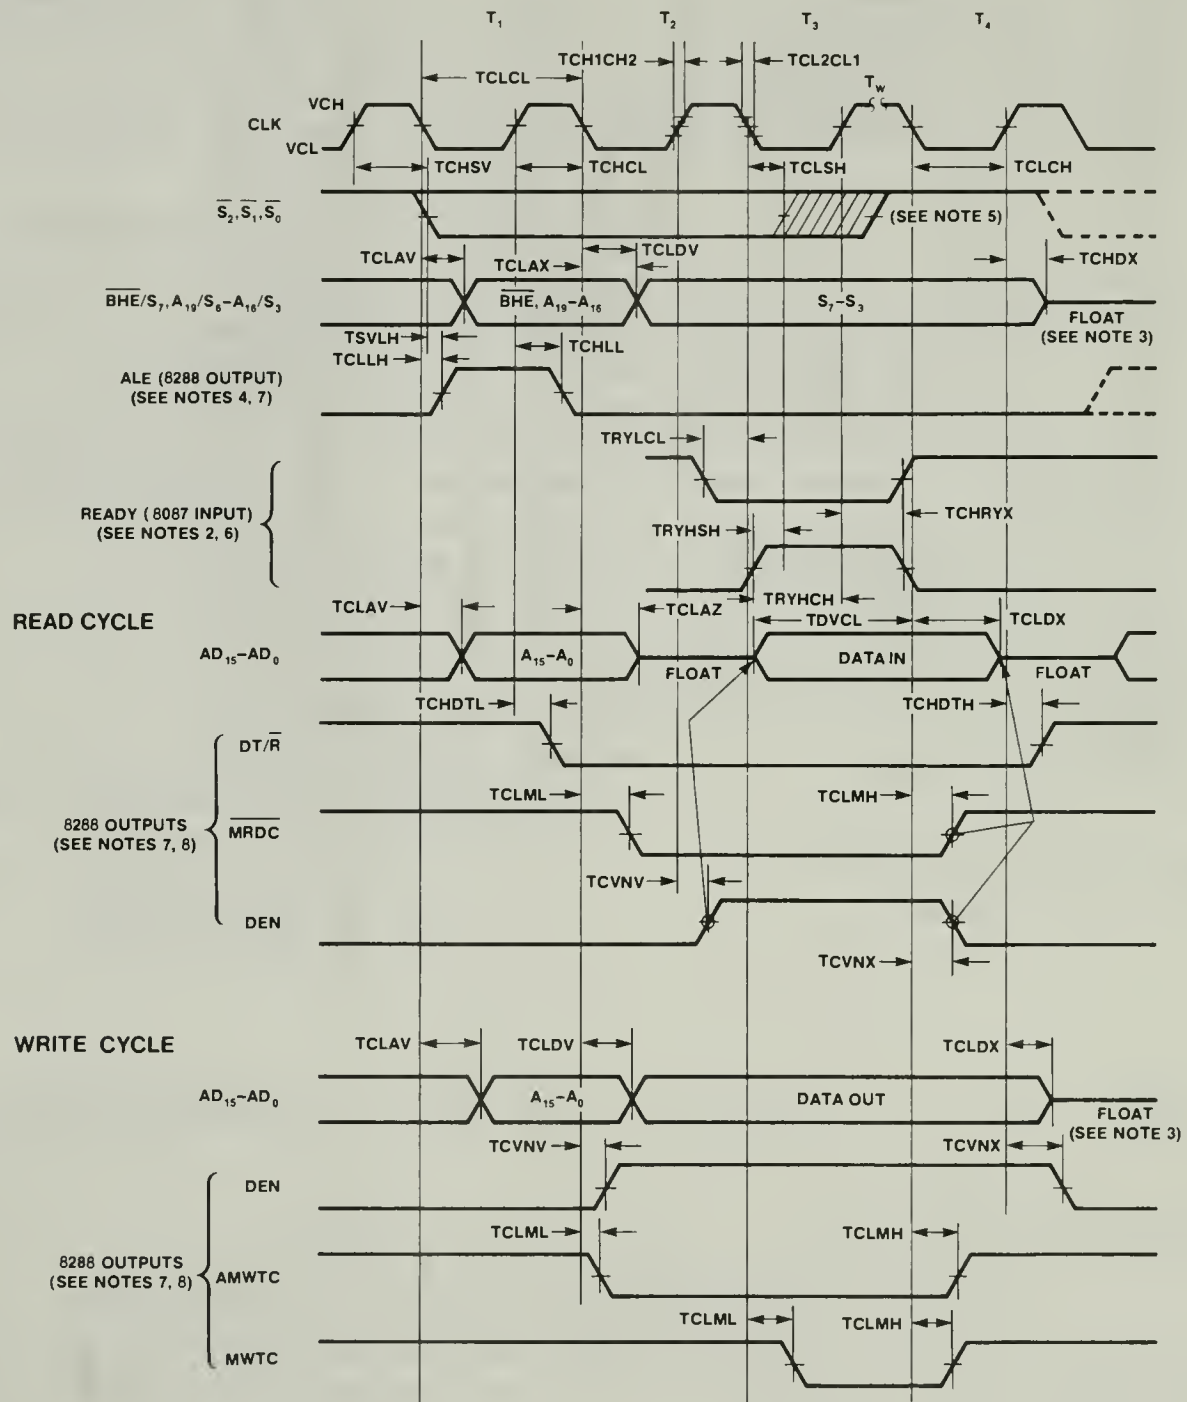 T1 T2 T3 T4
TCH1CH2 TCL2CL1
TCLCL
TW
VCH
CLK
VCL
TCHSV TCHCL TCLSH TCLCH
S̅2̅,S̅1̅,S̅0̅
(SEE NOTE 5)
TCLDV
TCLAV TCLAX TCHDX
B̅H̅E̅/S7, A19/S6–A16/S3
B̅H̅E̅, A19–A16
S7–S3
FLOAT
(SEE NOTE 3)
TSVLH
TCLLH
TCHLL
ALE (8288 OUTPUT)
(SEE NOTES 4, 7)
TRYLCL
READY (8087 INPUT)
(SEE NOTES 2, 6)
TCHRYX
TRYHSH
TRYHCH
TCLAV TCLAZ
READ CYCLE
TDVCL TCLDX
AD15–AD0
A15–A0
FLOAT
DATA IN
FLOAT
TCHDTL TCHDTH
DT/R̅
TCLML TCLMH
8288 OUTPUTS
(SEE NOTES 7, 8)
M̅R̅D̅C̅
TCVNV
DEN
TCVNX
WRITE CYCLE
TCLAV TCLDV TCLDX
AD15–AD0
A15–A0
DATA OUT
FLOAT
(SEE NOTE 3)
TCVNV TCVNX
DEN
TCLML TCLMH
8288 OUTPUTS
(SEE NOTES 7, 8)
AMWTC
TCLML TCLMH
MWTC